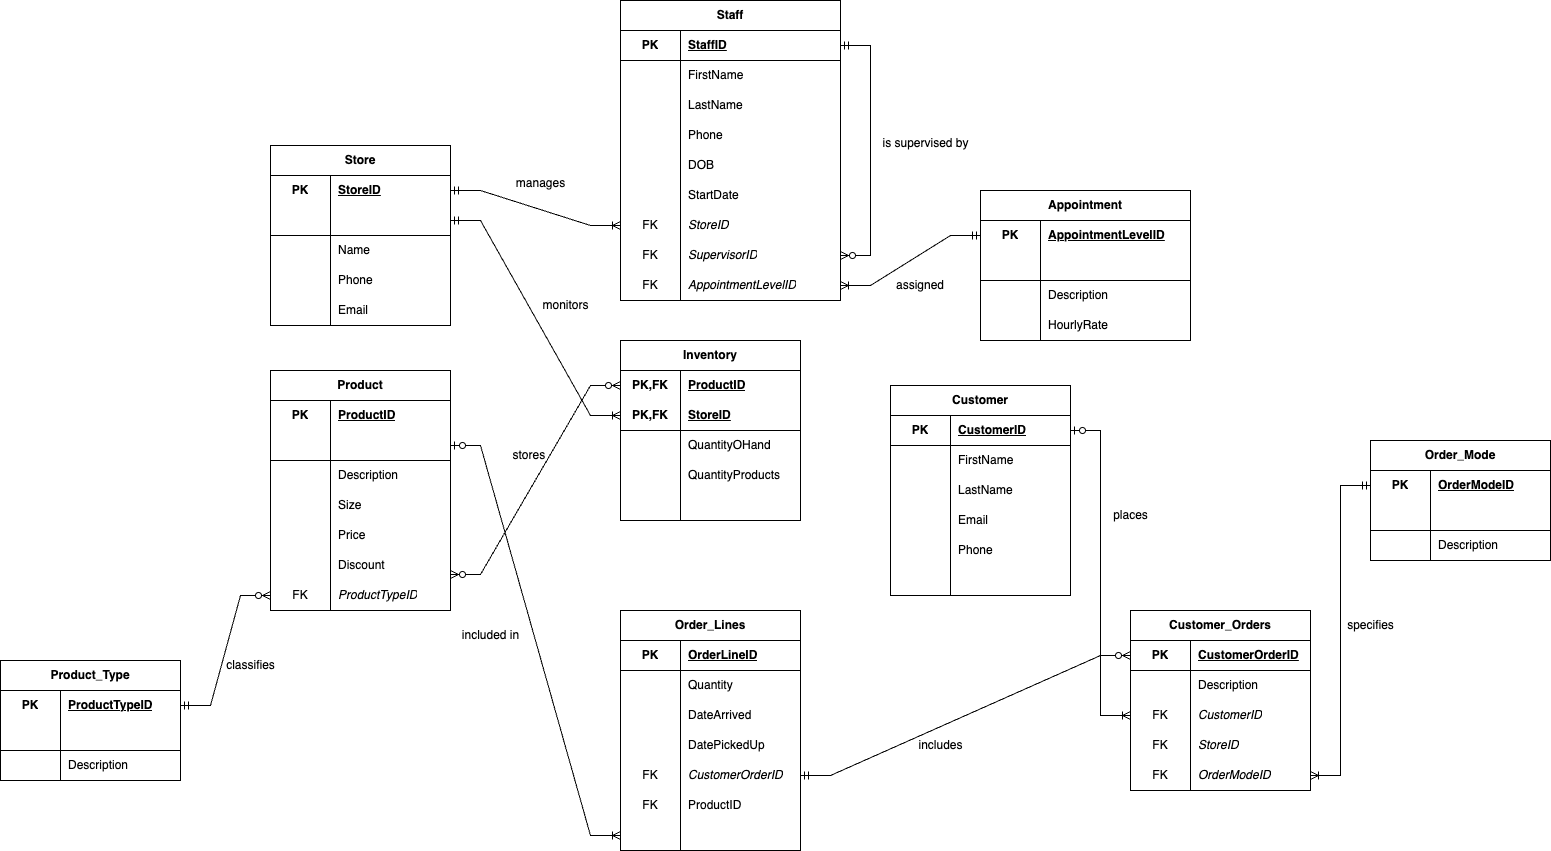 Staff
PK StaffID
FirstName
LastName
Phone
DOB
StartDate
FK StoreID
FK SupervisorID
FK AppointmentLevelID
is supervised by
Store
PK StoreID
Name
Phone
Email
manages
monitors
assigned
Appointment
PK AppointmentLevelID
Description
HourlyRate
Product
PK ProductID
Description
Size
Price
Discount
FK ProductTypeID
Inventory
PK,FK ProductID
PK,FK StoreID
QuantityOHand
QuantityProducts
stores
Customer
PK CustomerID
FirstName
LastName
Email
Phone
places
Order_Mode
PK OrderModeID
Description
specifies
included in
classifies
Product_Type
PK ProductTypeID
Description
Order_Lines
PK OrderLineID
Quantity
DateArrived
DatePickedUp
FK CustomerOrderID
FK ProductID
includes
Customer_Orders
PK CustomerOrderID
Description
FK CustomerID
FK StoreID
FK OrderModeID